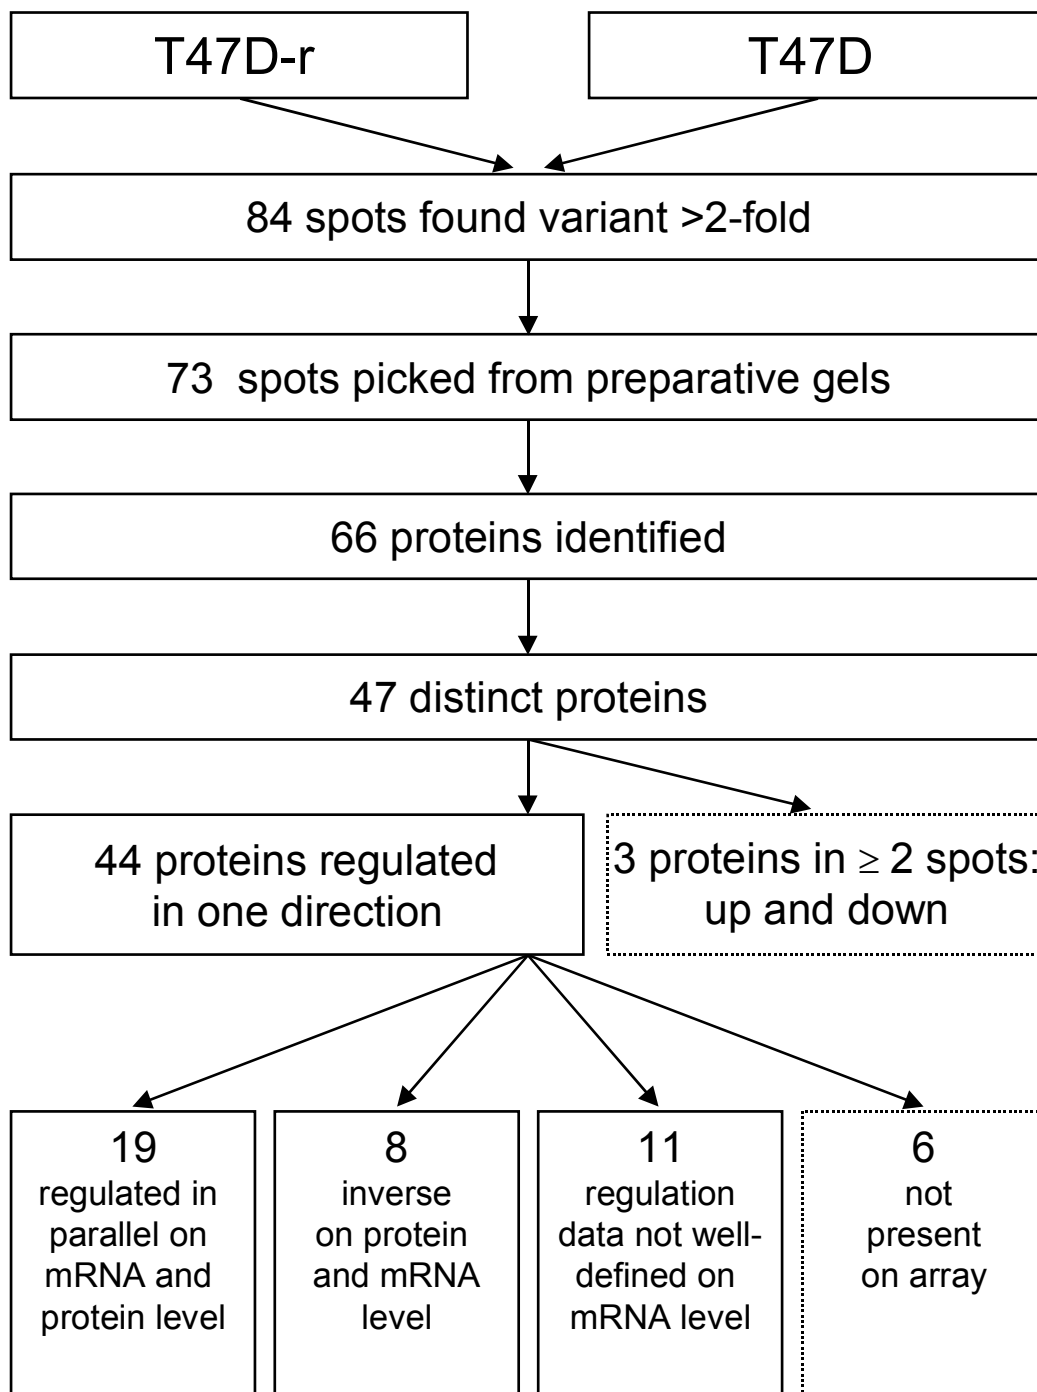 T47D-r
T47D
84 spots found variant >2-fold
73 spots picked from preparative gels
66 proteins identified
47 distinct proteins
44 proteins regulated
in one direction
3 proteins in ≥ 2 spots:
up and down
19
regulated in
parallel on
mRNA and
protein level
8
inverse
on protein
and mRNA
level
11
regulation
data not well-
defined on
mRNA level
6
not
present
on array